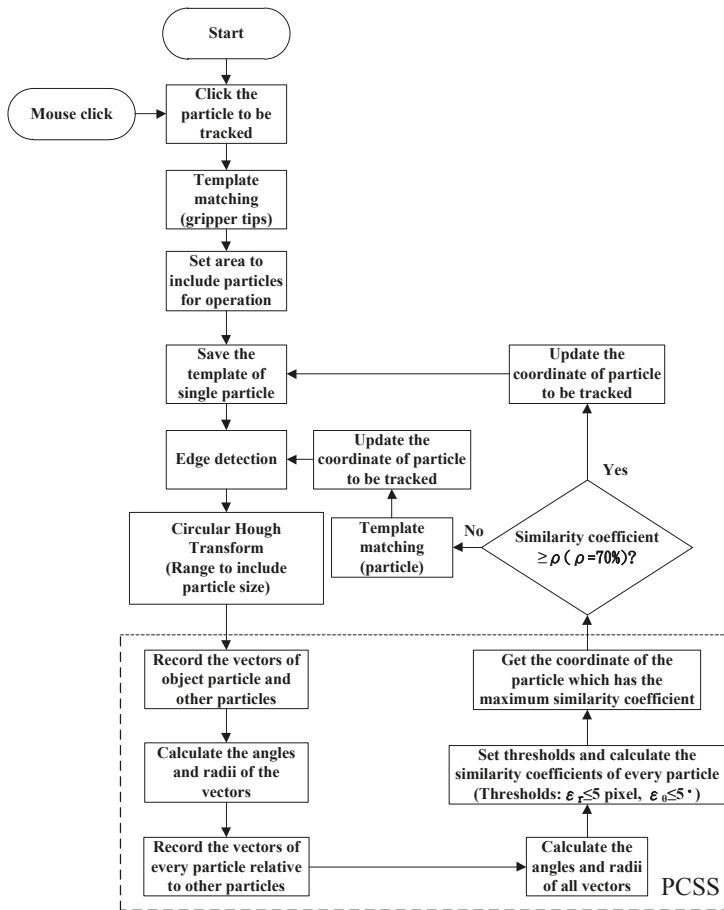 Start
Mouse click
Click the
particle to be
tracked
Template
matching
(gripper tips)
Set area to
include particles
for operation
Save the
template of
single particle
Update the
coordinate of particle
to be tracked
Edge detection
Update the
coordinate of particle
to be tracked
Yes
Circular Hough
Transform
(Range to include
particle size)
Template
matching
(particle)
No
Similarity coefficient
≥ρ(ρ=70%)?
Record the vectors of
object particle and
other particles
Get the coordinate of the
particle which has the
maximum similarity coefficient
Calculate the angles
and radii of the
vectors
Set thresholds and calculate the
similarity coefficients of every particle
(Thresholds: εr≤5 pixel, εθ≤5°)
Record the vectors of
every particle relative
to other particles
Calculate the
angles and radii
of all vectors
PCSS